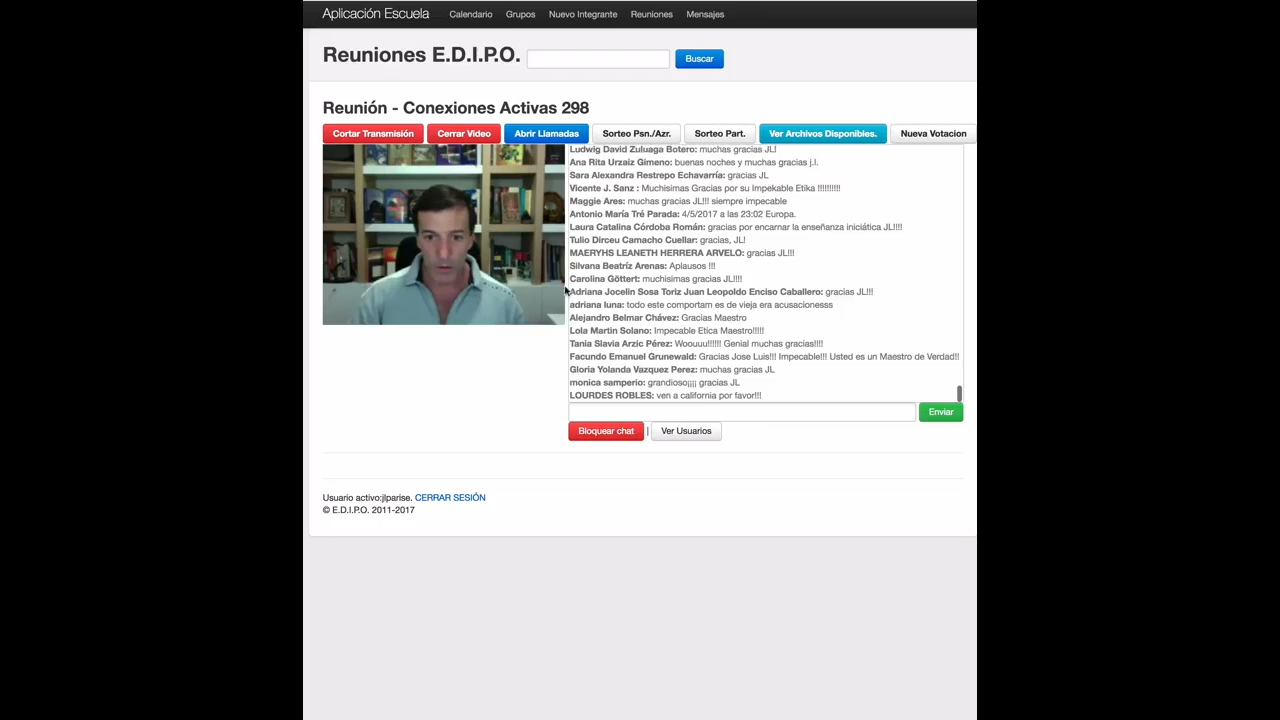 Aplicación Escuela Calendario Grupos Nuevo Integrante Reuniones Mensajes
Reuniones E.D.I.P.O. Buscar
Reunión - Conexiones Activas 298
Cortar Transmisión Cerrar Video Abrir Llamadas Sorteo Psn./Azr. Sorteo Part. Ver Archivos Disponibles. Nueva Votacion
Ludwig David Zuluaga Botero: muchas gracias JL!
Ana Rita Urzaiz Gimeno: buenas noches y muchas gracias j.l.
Sara Alexandra Restrepo Echavarría: gracias JL
Vicente J. Sanz : Muchisimas Gracias por su Impekable Etika !!!!!!!!!!
Maggie Ares: muchas gracias JL!!! siempre impecable
Antonio María Tré Parada: 4/5/2017 a las 23:02 Europa.
Laura Catalina Córdoba Román: gracias por encarnar la enseñanza iniciática JL!!!!
Tulio Dirceu Camacho Cuellar: gracias, JL!
MAERYHS LEANETH HERRERA ARVELO: gracias JL!!!
Silvana Beatríz Arenas: Aplausos !!!
Carolina Göttert: muchisimas gracias JL!!!!
Adriana Jocelin Sosa Toriz Juan Leopoldo Enciso Caballero: gracias JL!!!
adriana luna: todo este comportam es de vieja era acusacionesss
Alejandro Belmar Chávez: Gracias Maestro
Lola Martin Solano: Impecable Etica Maestro!!!!!
Tania Slavia Arzic Pérez: Woouuu!!!!!! Genial muchas gracias!!!!
Facundo Emanuel Grunewald: Gracias Jose Luis!!! Impecable!!! Usted es un Maestro de Verdad!!
Gloria Yolanda Vazquez Perez: muchas gracias JL
monica samperio: grandioso¡¡¡¡ gracias JL
LOURDES ROBLES: ven a california por favor!!!
Enviar
Bloquear chat | Ver Usuarios
Usuario activo:jlparise. CERRAR SESIÓN
© E.D.I.P.O. 2011-2017